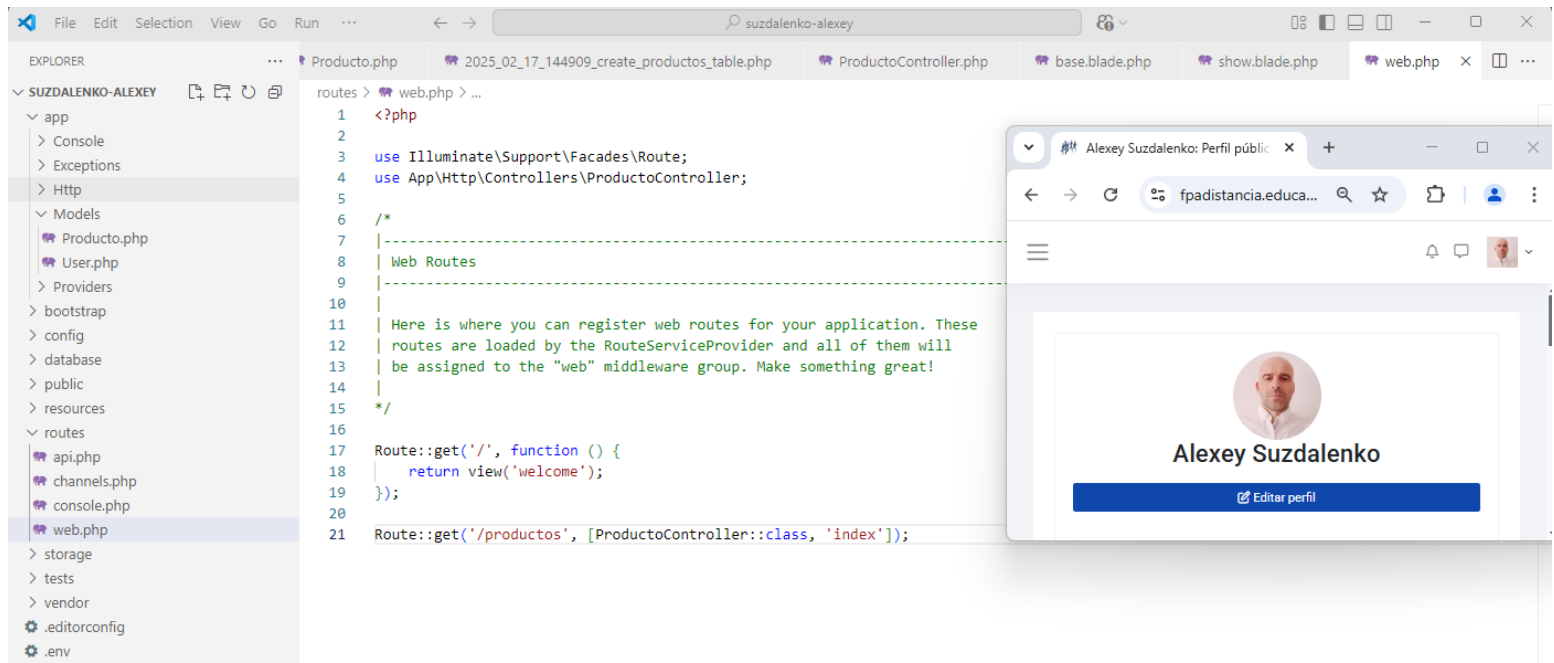 File Edit Selection View Go Run ... suzdalenko-alexey
EXPLORER ...
Producto.php 2025_02_17_144909_create_productos_table.php ProductoController.php base.blade.php show.blade.php web.php
SUZDALENKO-ALEXEY
app
Console
Exceptions
Http
Models
Producto.php
User.php
Providers
bootstrap
config
database
public
resources
routes
api.php
channels.php
console.php
web.php
storage
tests
vendor
.editorconfig
.env
routes > web.php > ...
1 <?php
2
3 use Illuminate\Support\Facades\Route;
4 use App\Http\Controllers\ProductoController;
5
6 /*
7 |--------------------------------------------------------------------------
8 | Web Routes
9 |--------------------------------------------------------------------------
10 |
11 | Here is where you can register web routes for your application. These
12 | routes are loaded by the RouteServiceProvider and all of them will
13 | be assigned to the "web" middleware group. Make something great!
14 |
15 */
16
17 Route::get('/', function () {
18 return view('welcome');
19 });
20
21 Route::get('/productos', [ProductoController::class, 'index']);
Alexey Suzdalenko: Perfil públic
fpadistancia.educa...
Alexey Suzdalenko
Editar perfil